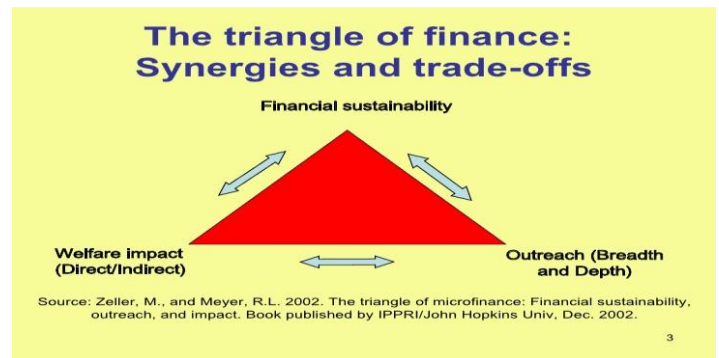 The triangle of finance:
Synergies and trade-offs
Financial sustainability
Welfare impact
(Direct/Indirect)
Outreach (Breadth
and Depth)
Source: Zeller, M., and Meyer, R.L. 2002. The triangle of microfinance: Financial sustainability,
outreach, and impact. Book published by IPPRI/John Hopkins Univ, Dec. 2002.
3